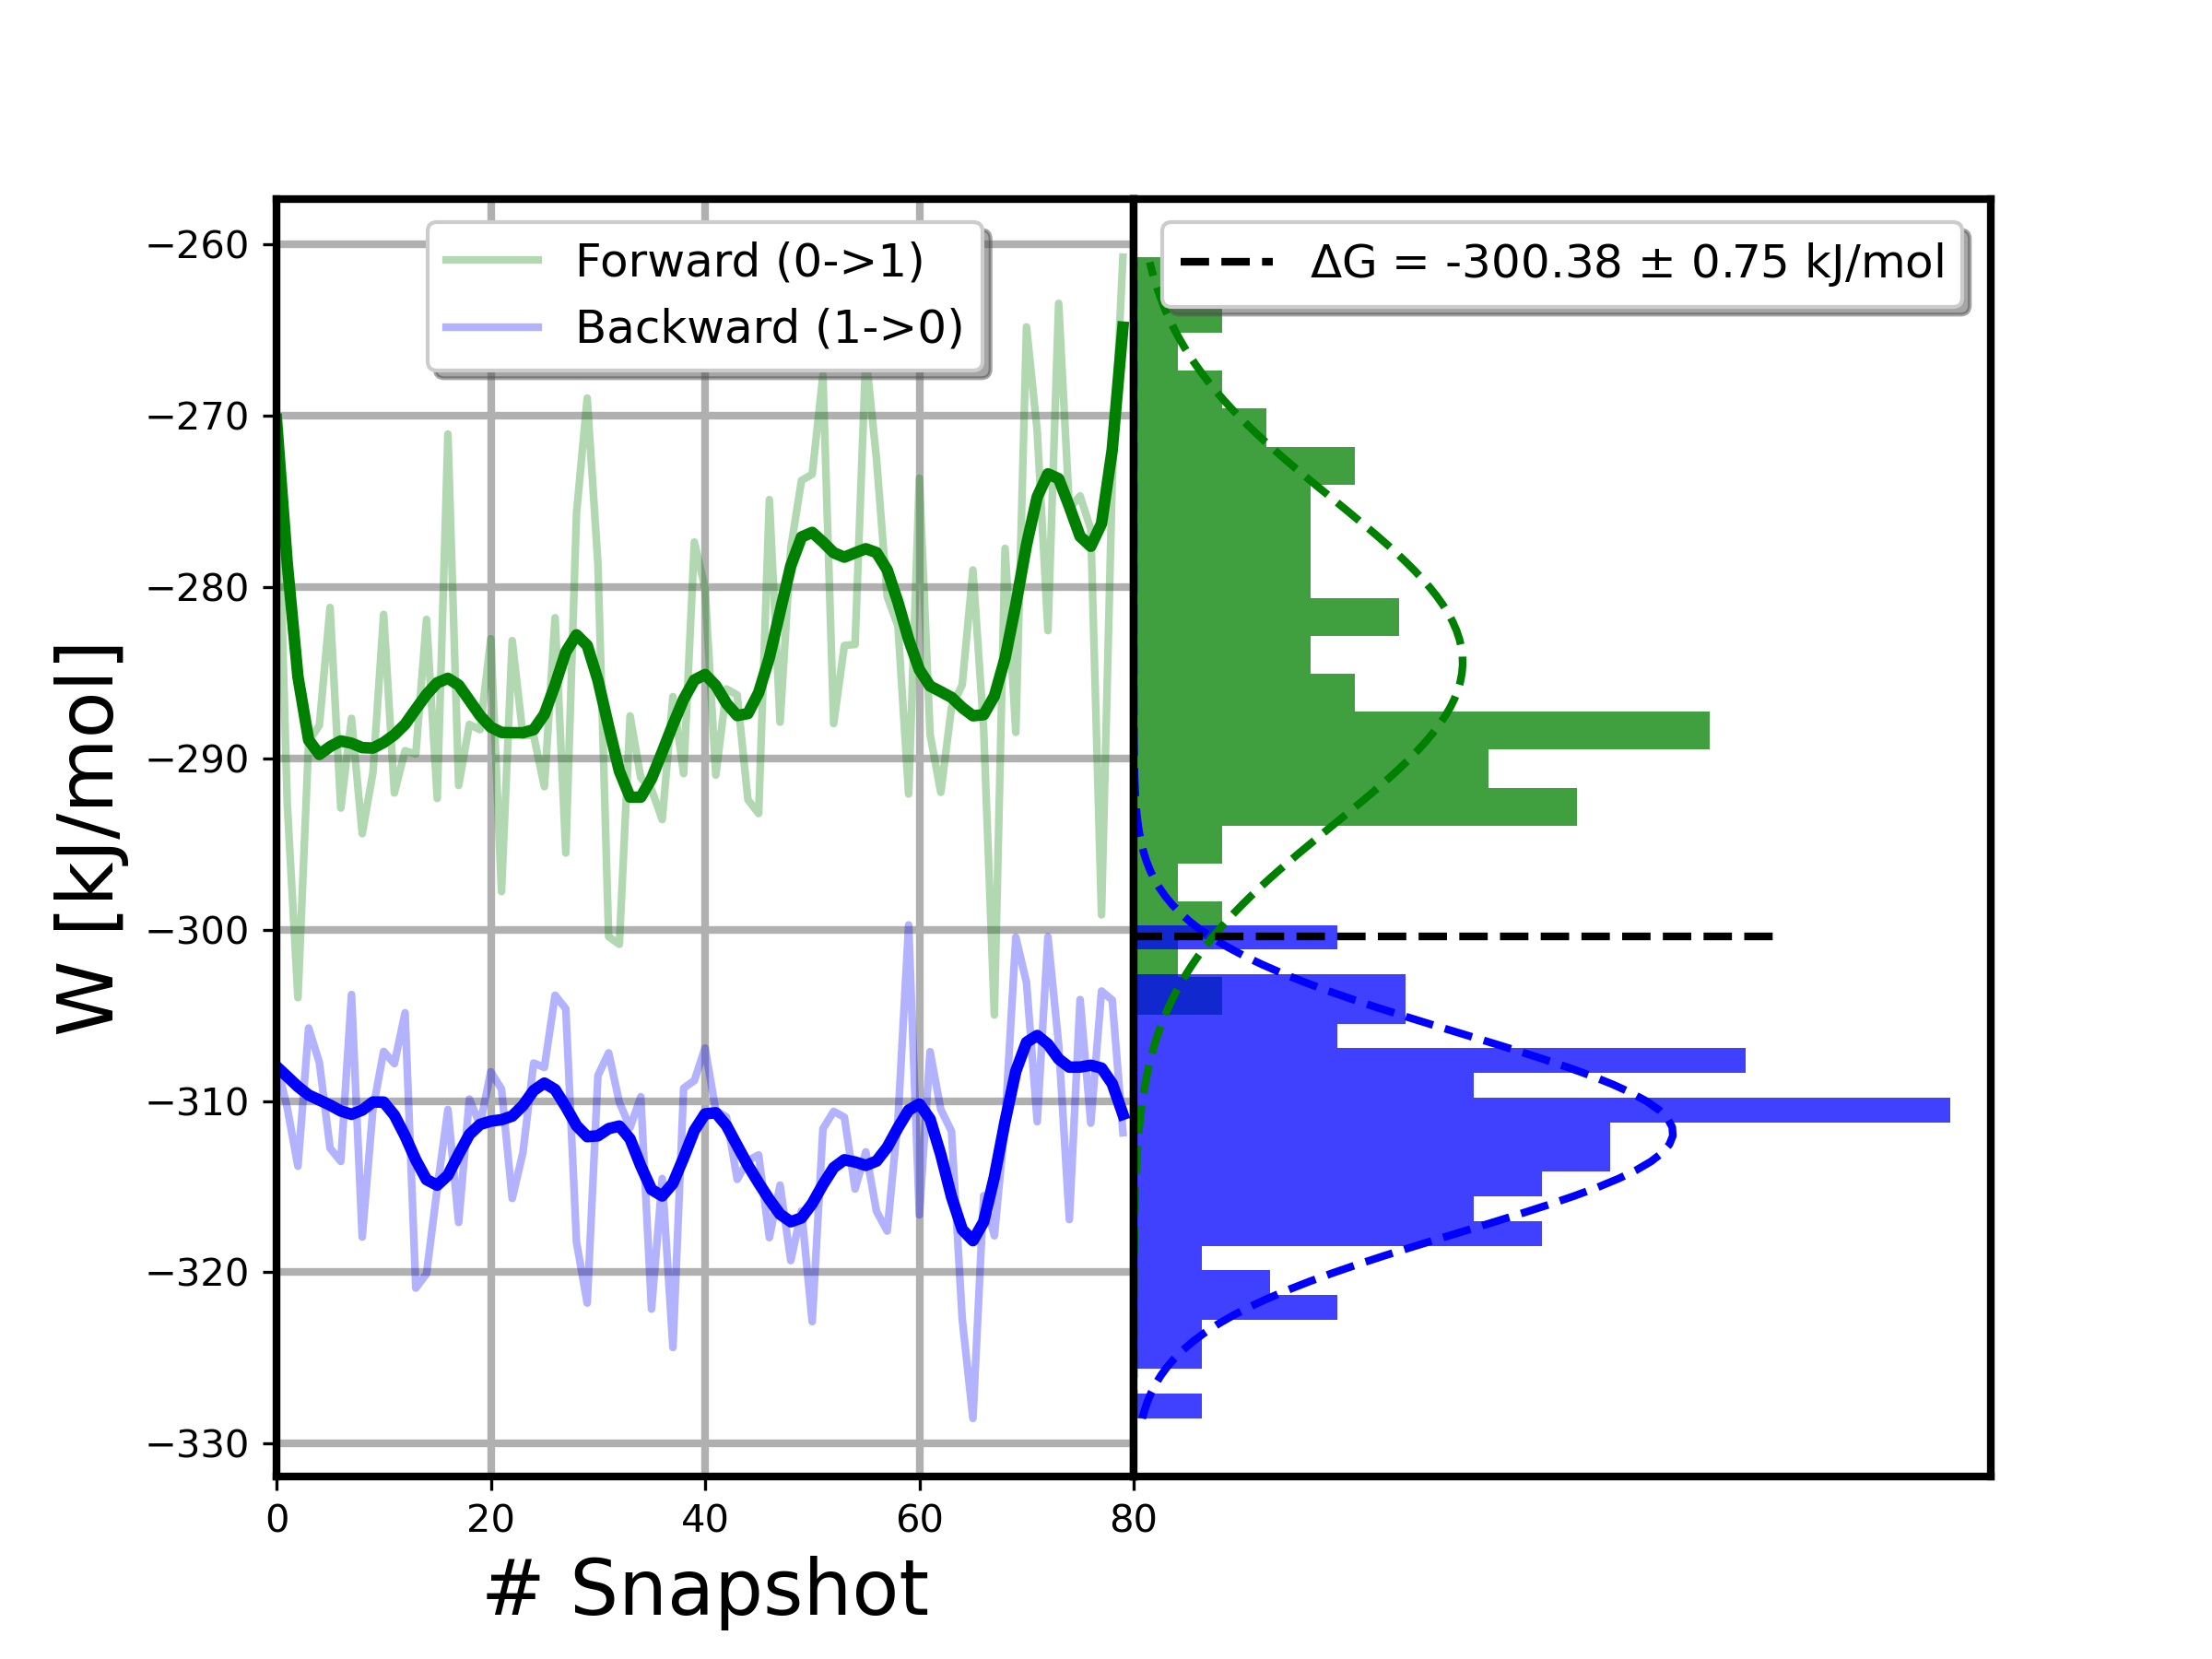 Forward (0->1)
Backward (1->0)
ΔG = -300.38 ± 0.75 kJ/mol
W [kJ/mol]
−260
−270
−280
−290
−300
−310
−320
−330
0 20 40 60 80
# Snapshot